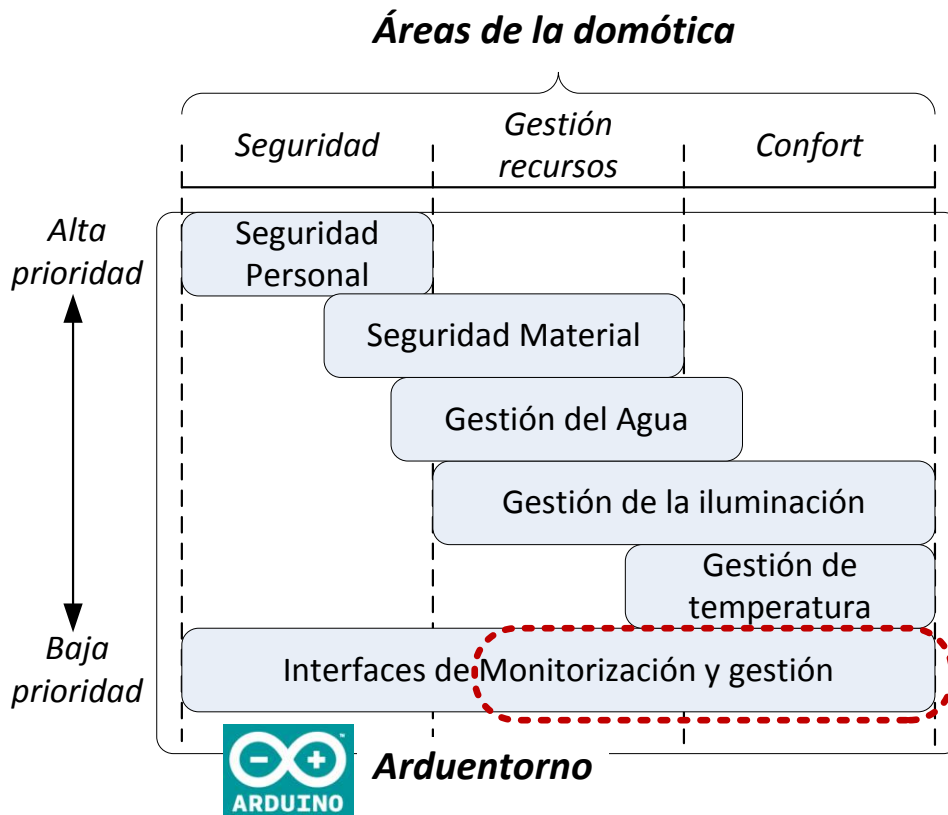 Áreas de la domótica
Seguridad
Gestión
recursos
Confort
Alta
prioridad
Seguridad
Personal
Seguridad Material
Gestión del Agua
Gestión de la iluminación
Gestión de
temperatura
Baja
prioridad
Interfaces de Monitorización y gestión
ARDUINO
Arduentorno